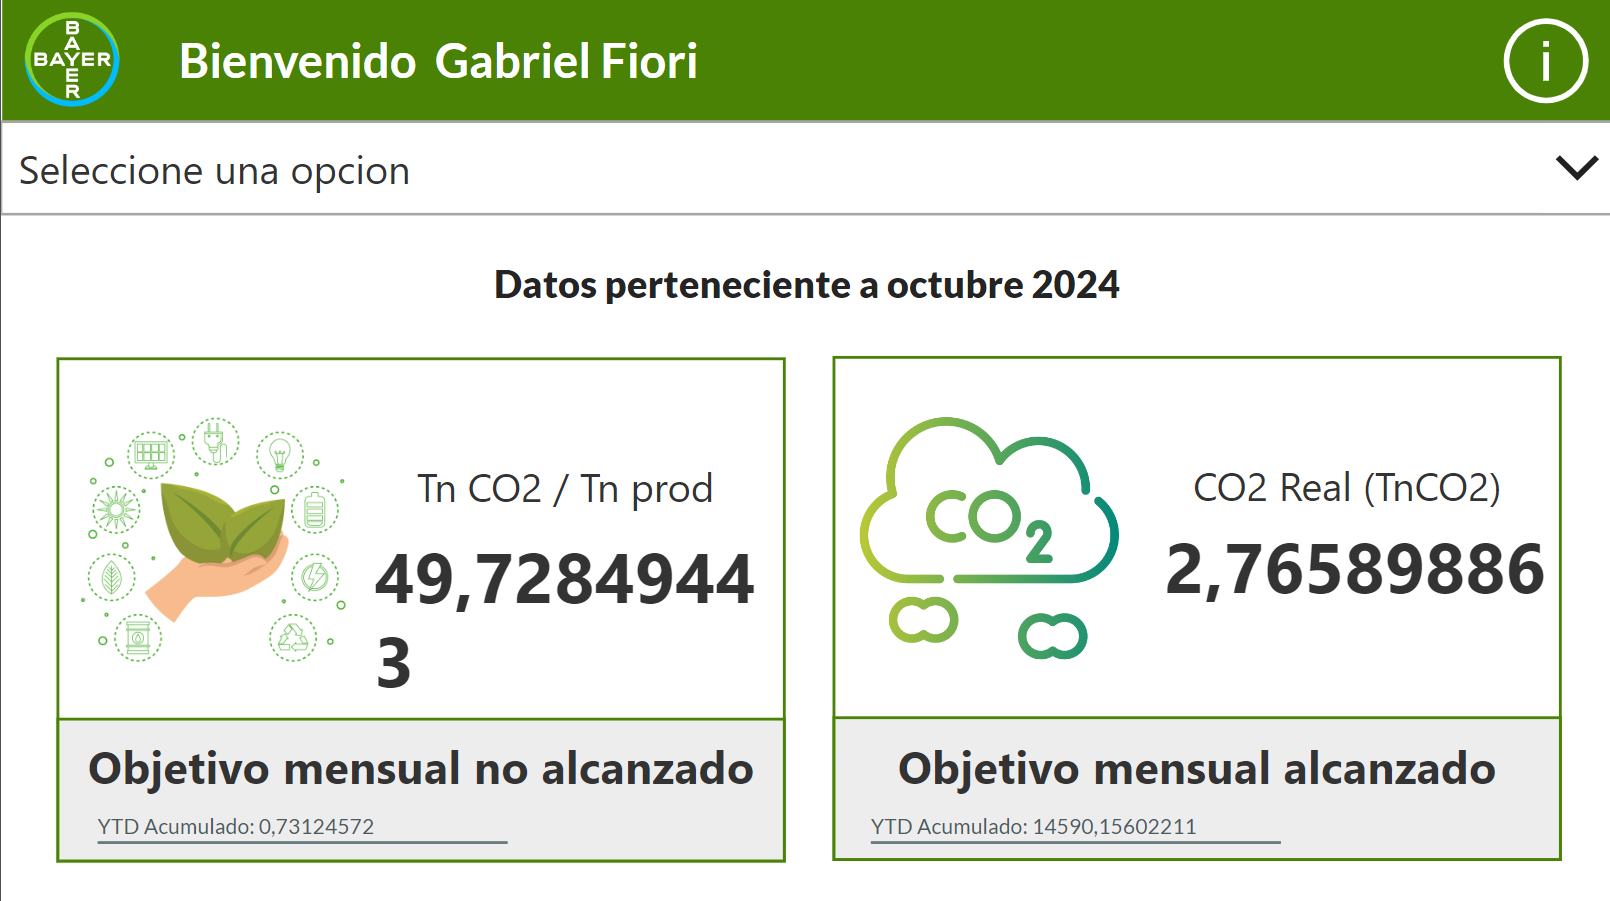 BAYER
BAYER
Bienvenido  Gabriel Fiori
i
Seleccione una opcion
Datos perteneciente a octubre 2024
Tn CO2 / Tn prod
49,7284944
3
Objetivo mensual no alcanzado
YTD Acumulado: 0,73124572
CO2
CO2 Real (TnCO2)
2,76589886
Objetivo mensual alcanzado
YTD Acumulado: 14590,15602211